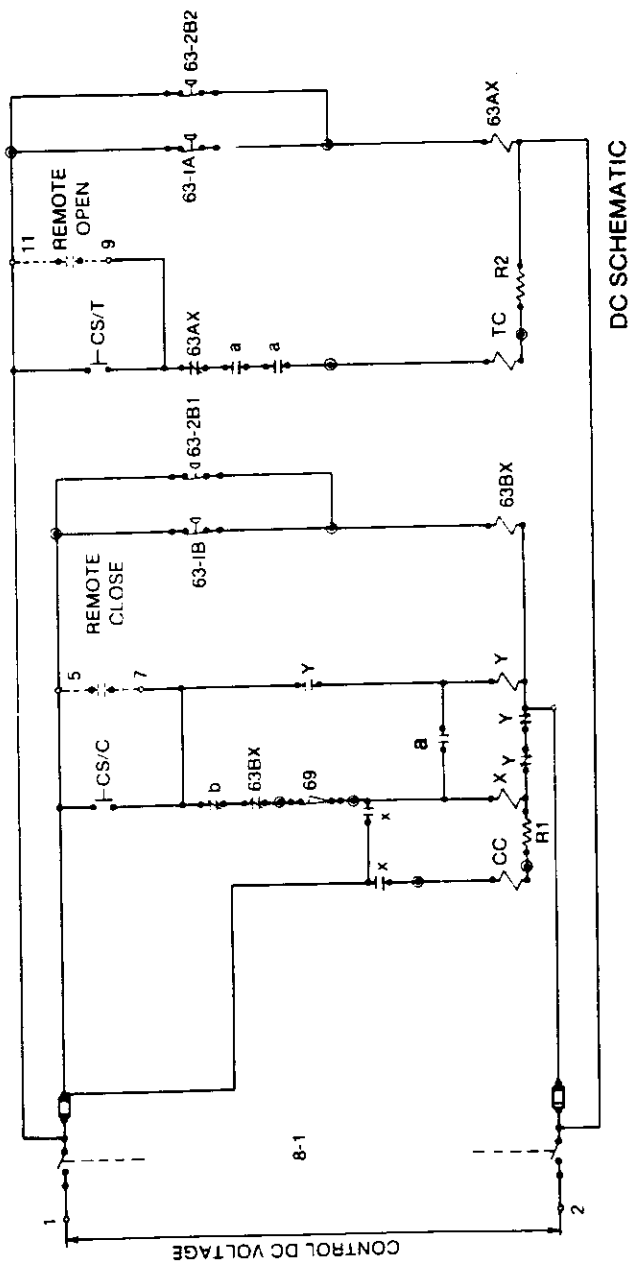 CONTROL DC VOLTAGE
1
2
8-1
CS/C
5
REMOTE
CLOSE
7
b
63BX
69
x
x
CC
R1
X
a
Y
Y
Y
Y
63-1B
63-2B1
63BX
CS/T
11
REMOTE
OPEN
9
63AX
a
a
TC
R2
63-1A
63-2B2
63AX
DC SCHEMATIC